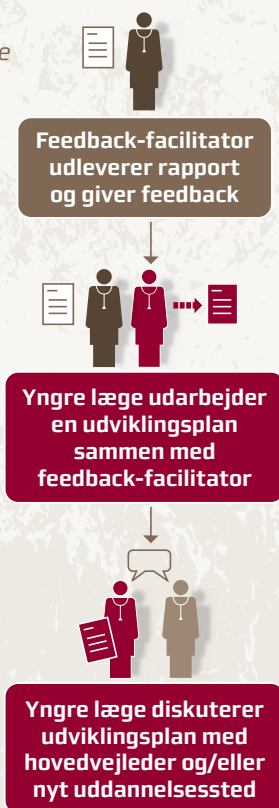 e
Feedback-facilitator
udleverer rapport
og giver feedback
Yngre læge udarbejder
en udviklingsplan
sammen med
feedback-facilitator
Yngre læge diskuterer
udviklingsplan med
hovedvejleder og/eller
nyt uddannelsessted